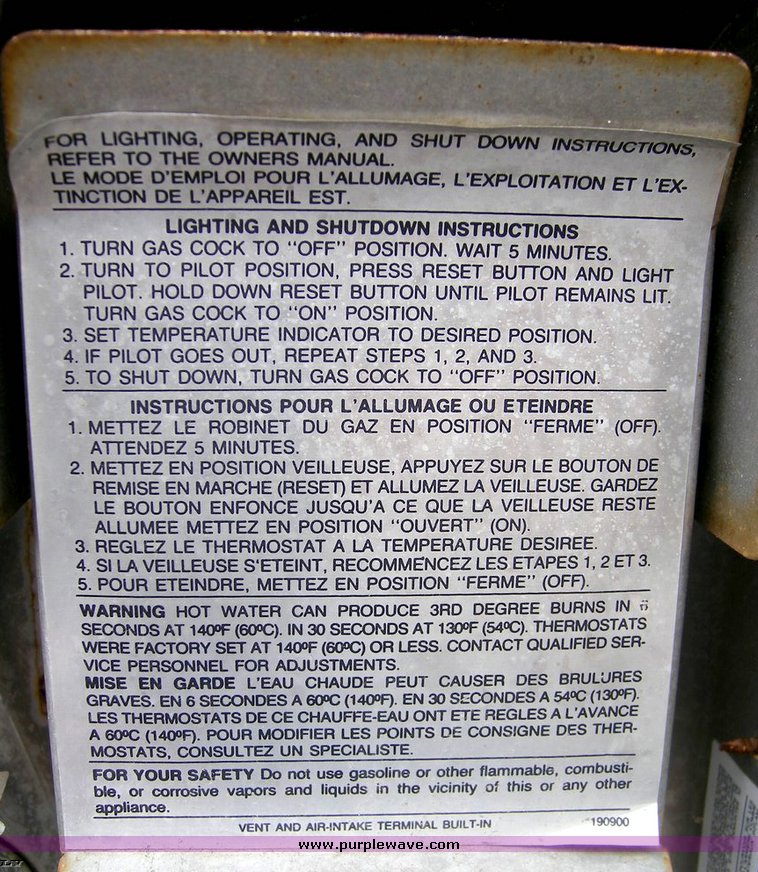 FOR LIGHTING, OPERATING, AND SHUT DOWN INSTRUCTIONS,
REFER TO THE OWNERS MANUAL.
LE MODE D'EMPLOI POUR L'ALLUMAGE, L'EXPLOITATION ET L'EX-
TINCTION DE L'APPAREIL EST.
LIGHTING AND SHUTDOWN INSTRUCTIONS
1. TURN GAS COCK TO "OFF" POSITION. WAIT 5 MINUTES.
2. TURN TO PILOT POSITION, PRESS RESET BUTTON AND LIGHT
PILOT. HOLD DOWN RESET BUTTON UNTIL PILOT REMAINS LIT.
TURN GAS COCK TO "ON" POSITION.
3. SET TEMPERATURE INDICATOR TO DESIRED POSITION.
4. IF PILOT GOES OUT, REPEAT STEPS 1, 2, AND 3.
5. TO SHUT DOWN, TURN GAS COCK TO "OFF" POSITION.
INSTRUCTIONS POUR L'ALLUMAGE OU ETEINDRE
1. METTEZ LE ROBINET DU GAZ EN POSITION "FERME" (OFF).
ATTENDEZ 5 MINUTES.
2. METTEZ EN POSITION VEILLEUSE, APPUYEZ SUR LE BOUTON DE
REMISE EN MARCHE (RESET) ET ALLUMEZ LA VEILLEUSE. GARDEZ
LE BOUTON ENFONCE JUSQU'A CE QUE LA VEILLEUSE RESTE
ALLUMEE METTEZ EN POSITION "OUVERT" (ON).
3. REGLEZ LE THERMOSTAT A LA TEMPERATURE DESIREE.
4. SI LA VEILLEUSE S'ETEINT, RECOMMENCEZ LES ETAPES 1, 2 ET 3.
5. POUR ETEINDRE, METTEZ EN POSITION "FERME" (OFF).
WARNING HOT WATER CAN PRODUCE 3RD DEGREE BURNS IN 6
SECONDS AT 140ºF (60ºC). IN 30 SECONDS AT 130ºF (54ºC). THERMOSTATS
WERE FACTORY SET AT 140ºF (60ºC) OR LESS. CONTACT QUALIFIED SER-
VICE PERSONNEL FOR ADJUSTMENTS.
MISE EN GARDE L'EAU CHAUDE PEUT CAUSER DES BRULURES
GRAVES. EN 6 SECONDES A 60ºC (140ºF). EN 30 SECONDES A 54ºC (130ºF).
LES THERMOSTATS DE CE CHAUFFE-EAU ONT ETE REGLES A L'AVANCE
A 60ºC (140ºF). POUR MODIFIER LES POINTS DE CONSIGNE DES THER-
MOSTATS, CONSULTEZ UN SPECIALISTE.
FOR YOUR SAFETY Do not use gasoline or other flammable, combusti-
ble, or corrosive vapors and liquids in the vicinity of this or any other
appliance.
VENT AND AIR-INTAKE TERMINAL BUILT-IN 190900
www.purplewave.com